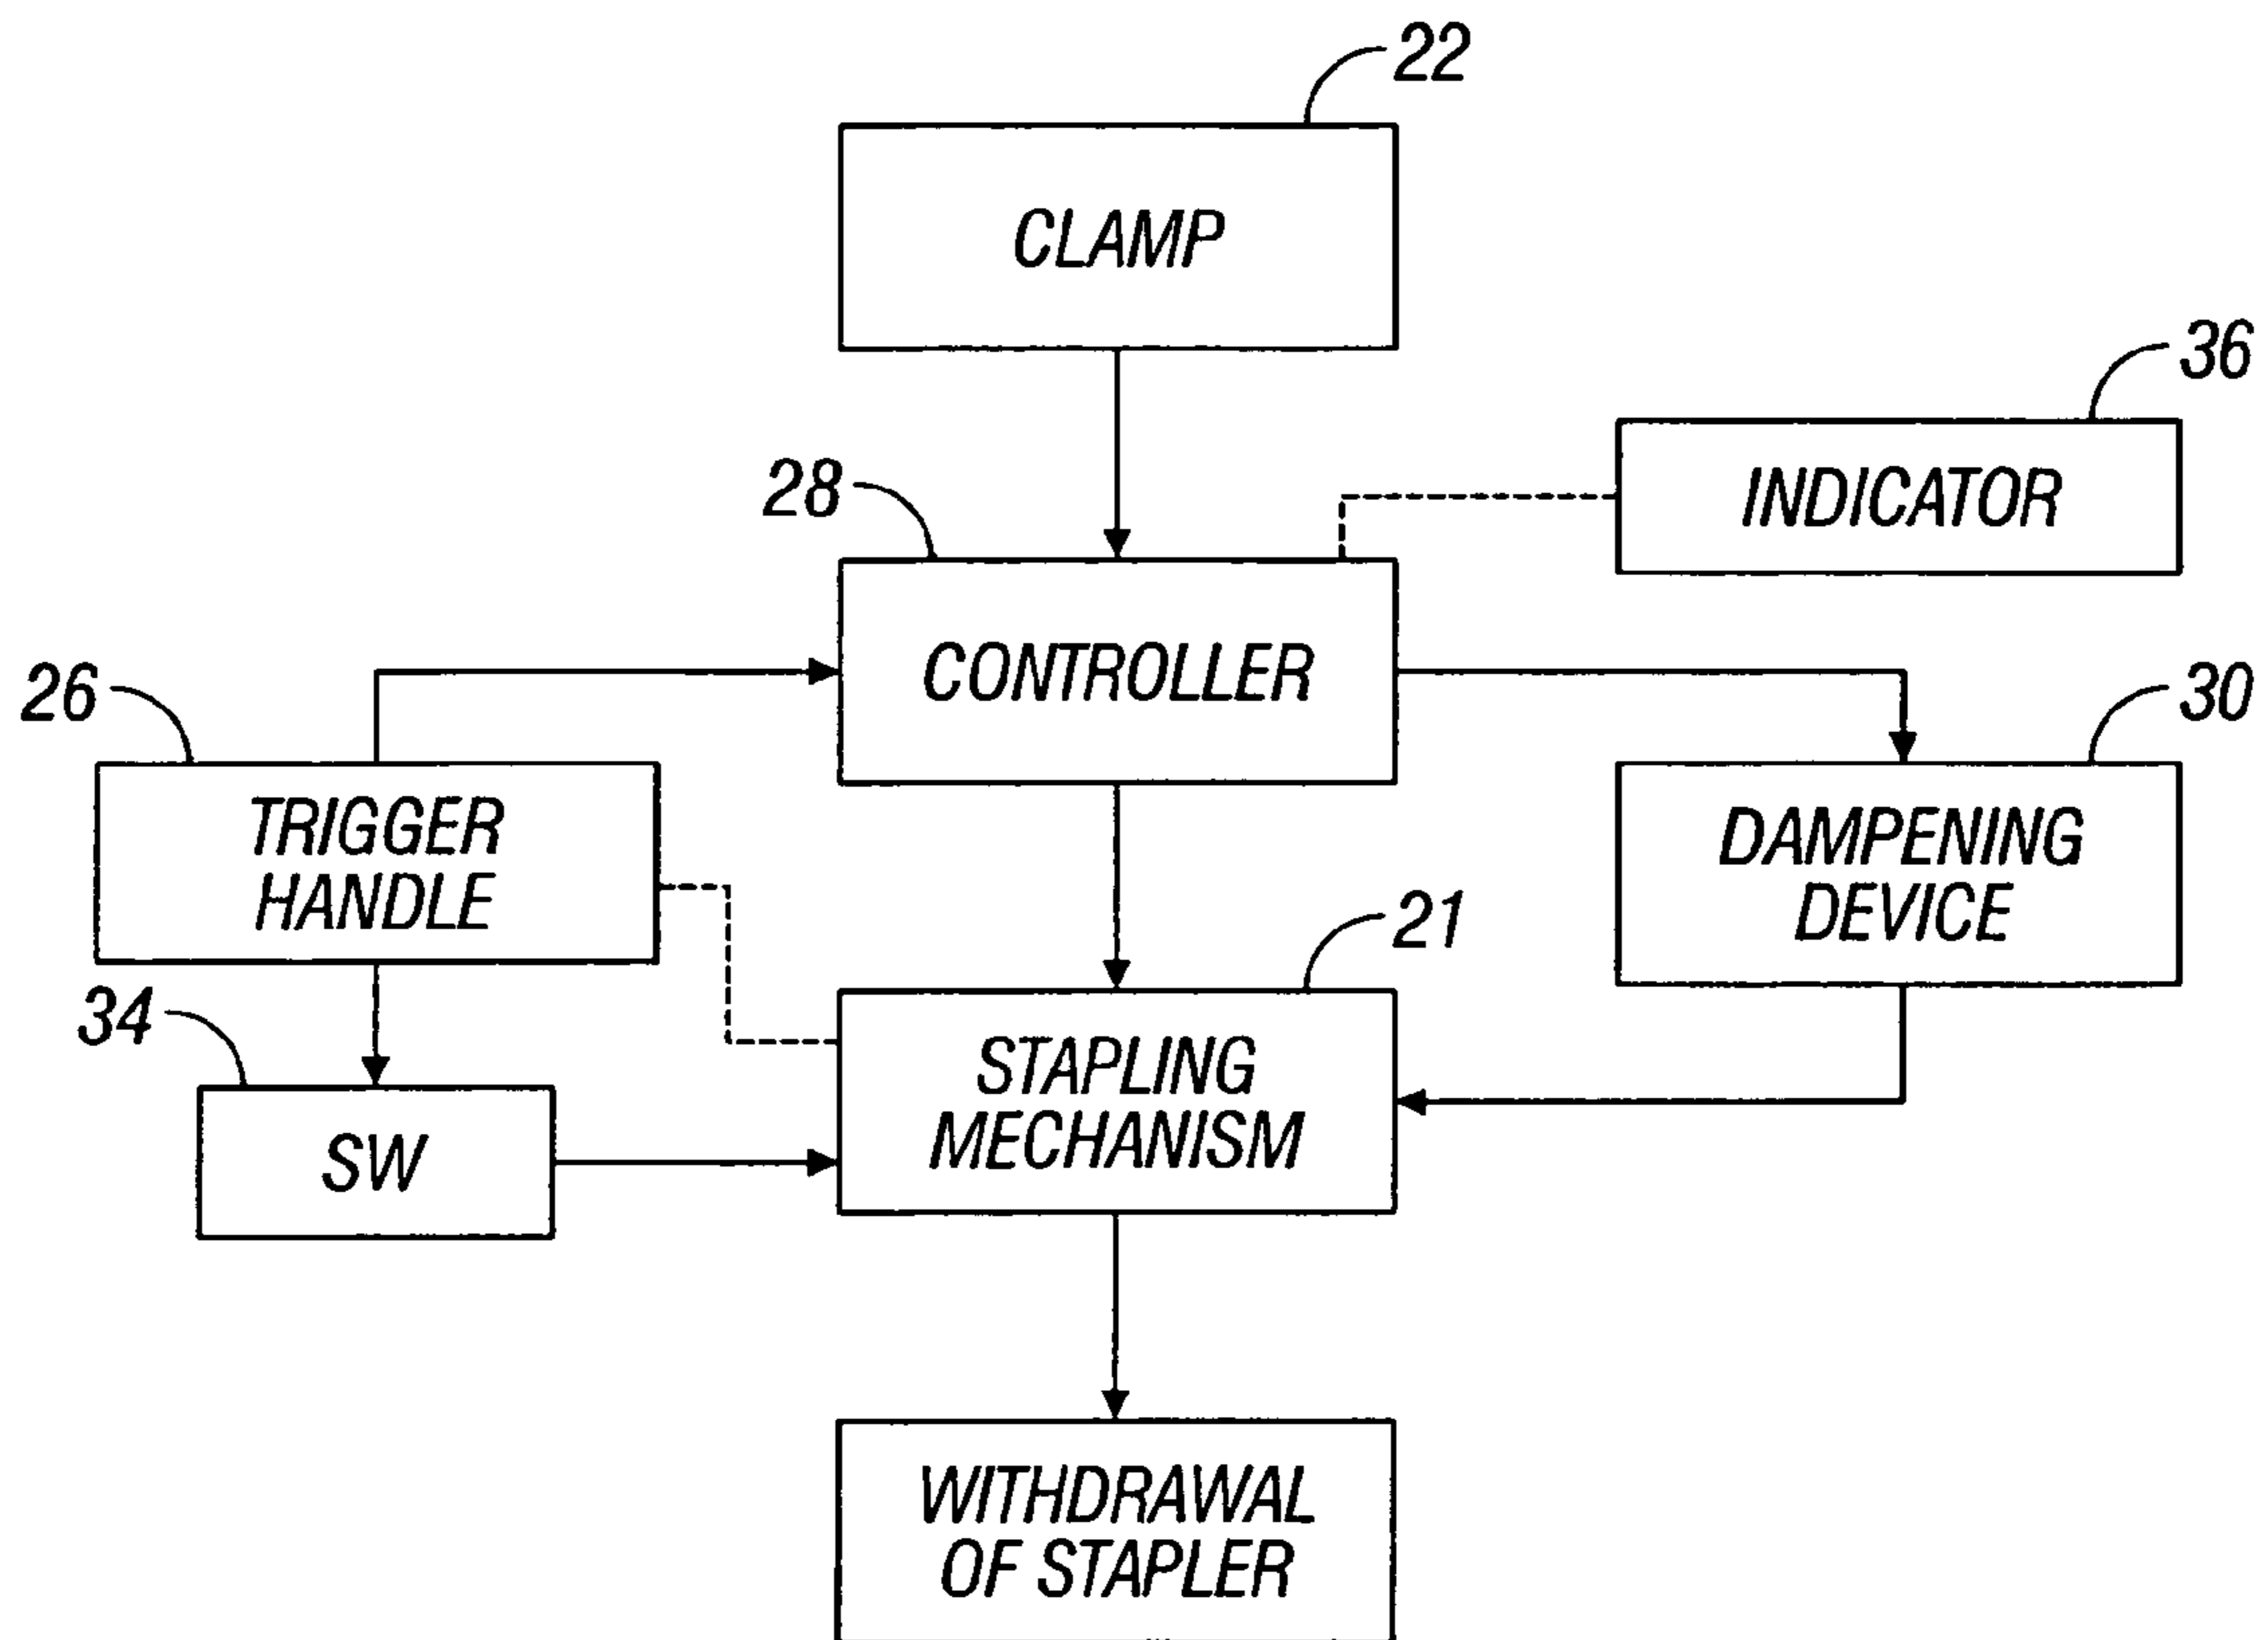 22
CLAMP
36
INDICATOR
28
CONTROLLER
26
TRIGGER
HANDLE
30
DAMPENING
DEVICE
21
STAPLING
MECHANISM
34
SW
WITHDRAWAL
OF STAPLER